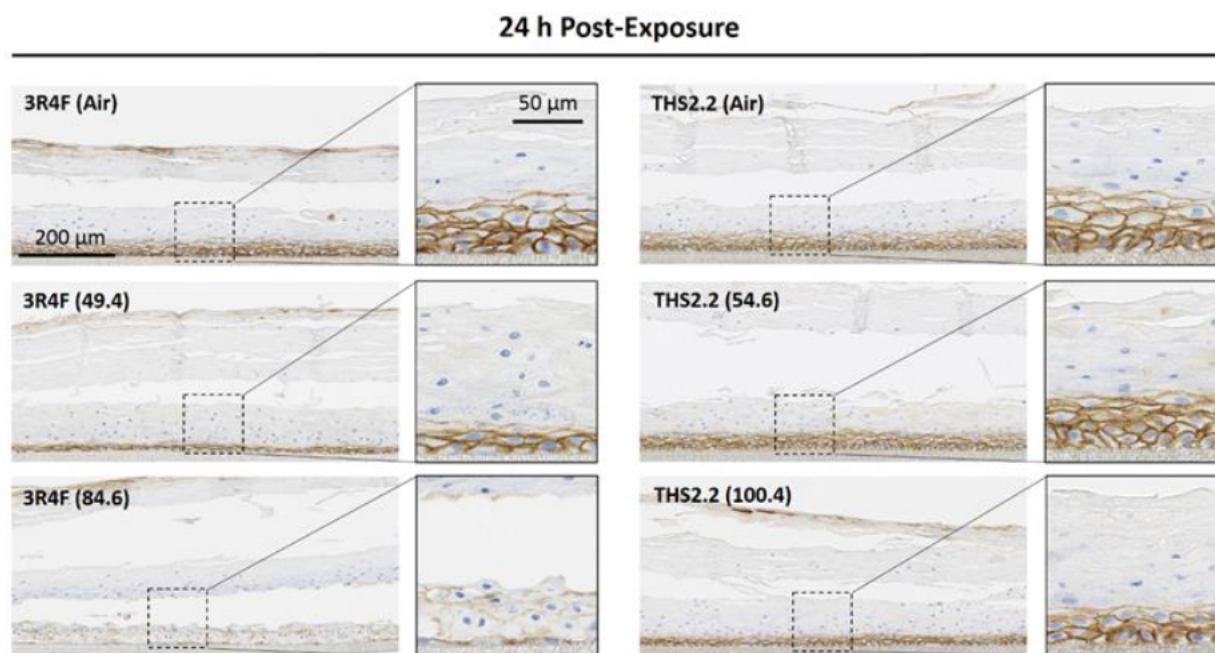 24 h Post-Exposure
3R4F (Air)
50 μm
THS2.2 (Air)
200 μm
3R4F (49.4)
THS2.2 (54.6)
3R4F (84.6)
THS2.2 (100.4)